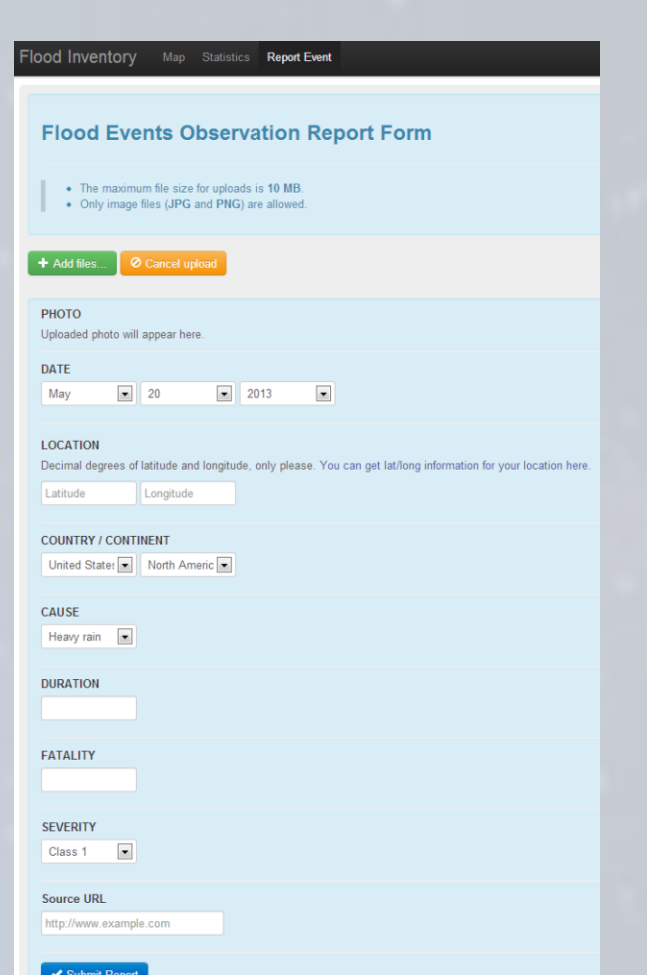 Flood Inventory Map Statistics Report Event
Flood Events Observation Report Form
• The maximum file size for uploads is 10 MB.
• Only image files (JPG and PNG) are allowed.
+ Add files... Cancel upload
PHOTO
Uploaded photo will appear here.
DATE
May 20 2013
LOCATION
Decimal degrees of latitude and longitude, only please. You can get lat/long information for your location here.
Latitude Longitude
COUNTRY / CONTINENT
United State North Americ
CAUSE
Heavy rain
DURATION
FATALITY
SEVERITY
Class 1
Source URL
http://www.example.com
Submit Report